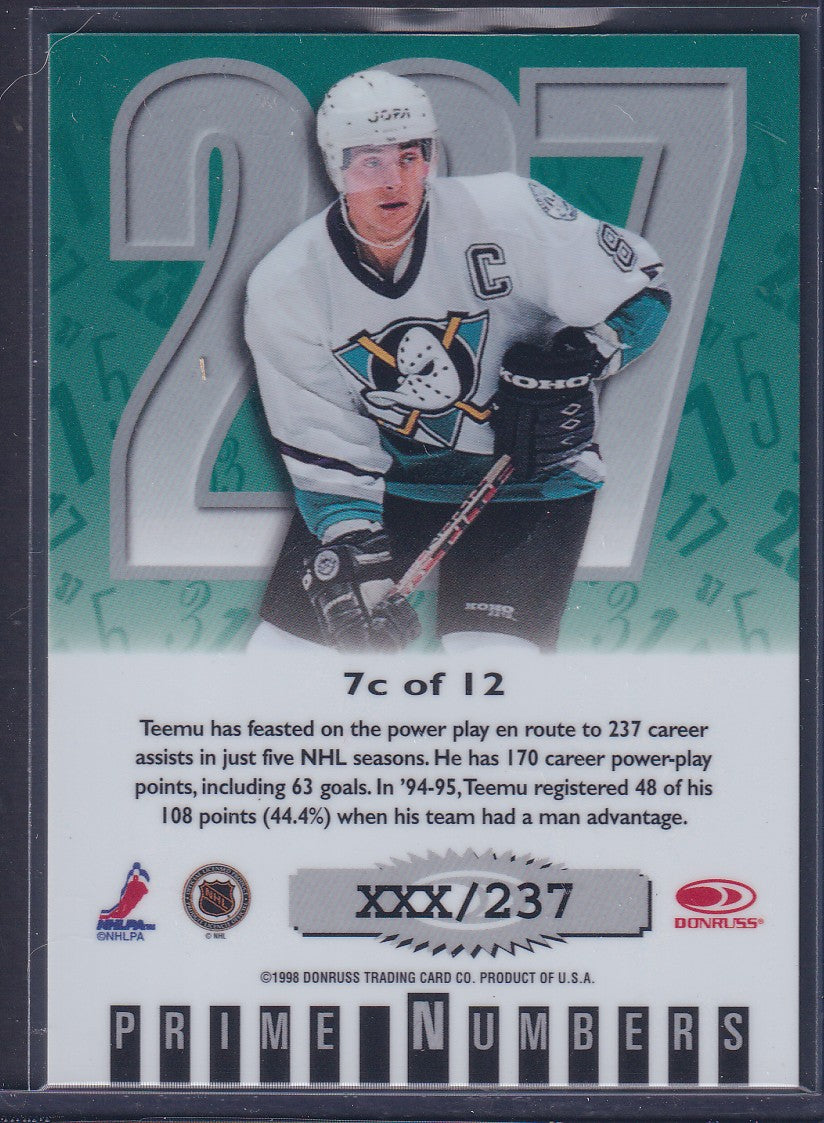 237
JOFA
C
8
KOHO
KOHO
7c of 12
Teemu has feasted on the power play en route to 237 career
assists in just five NHL seasons. He has 170 career power-play
points, including 63 goals. In '94-95, Teemu registered 48 of his
108 points (44.4%) when his team had a man advantage.
NHLPA
©NHLPA
NHL
© NHL
XXX/237
DONRUSS®
©1998 DONRUSS TRADING CARD CO. PRODUCT OF U.S.A.
PRIME NUMBERS